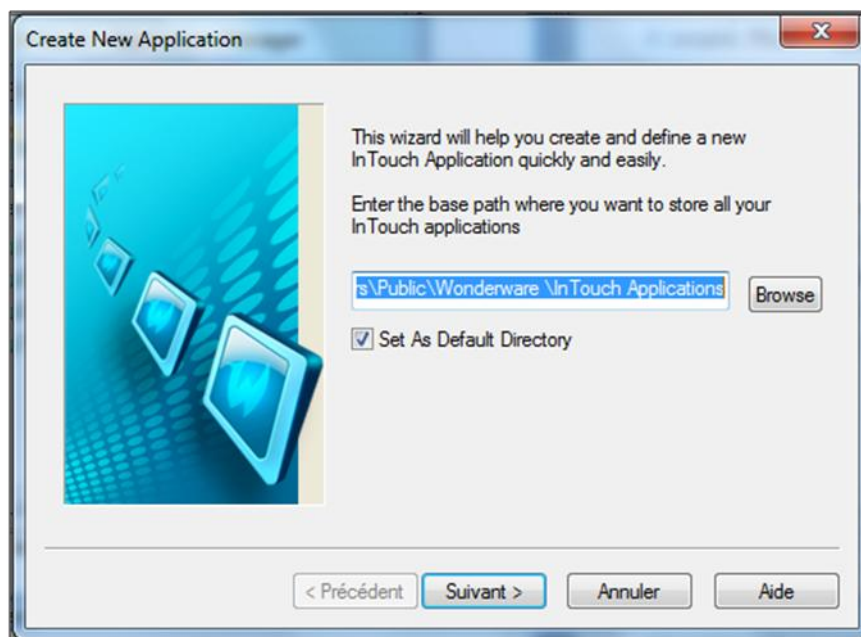 Create New Application
This wizard will help you create and define a new
InTouch Application quickly and easily.
Enter the base path where you want to store all your
InTouch applications
rs\Public\Wonderware \InTouch Applications
Browse
Set As Default Directory
< Précédent
Suivant >
Annuler
Aide